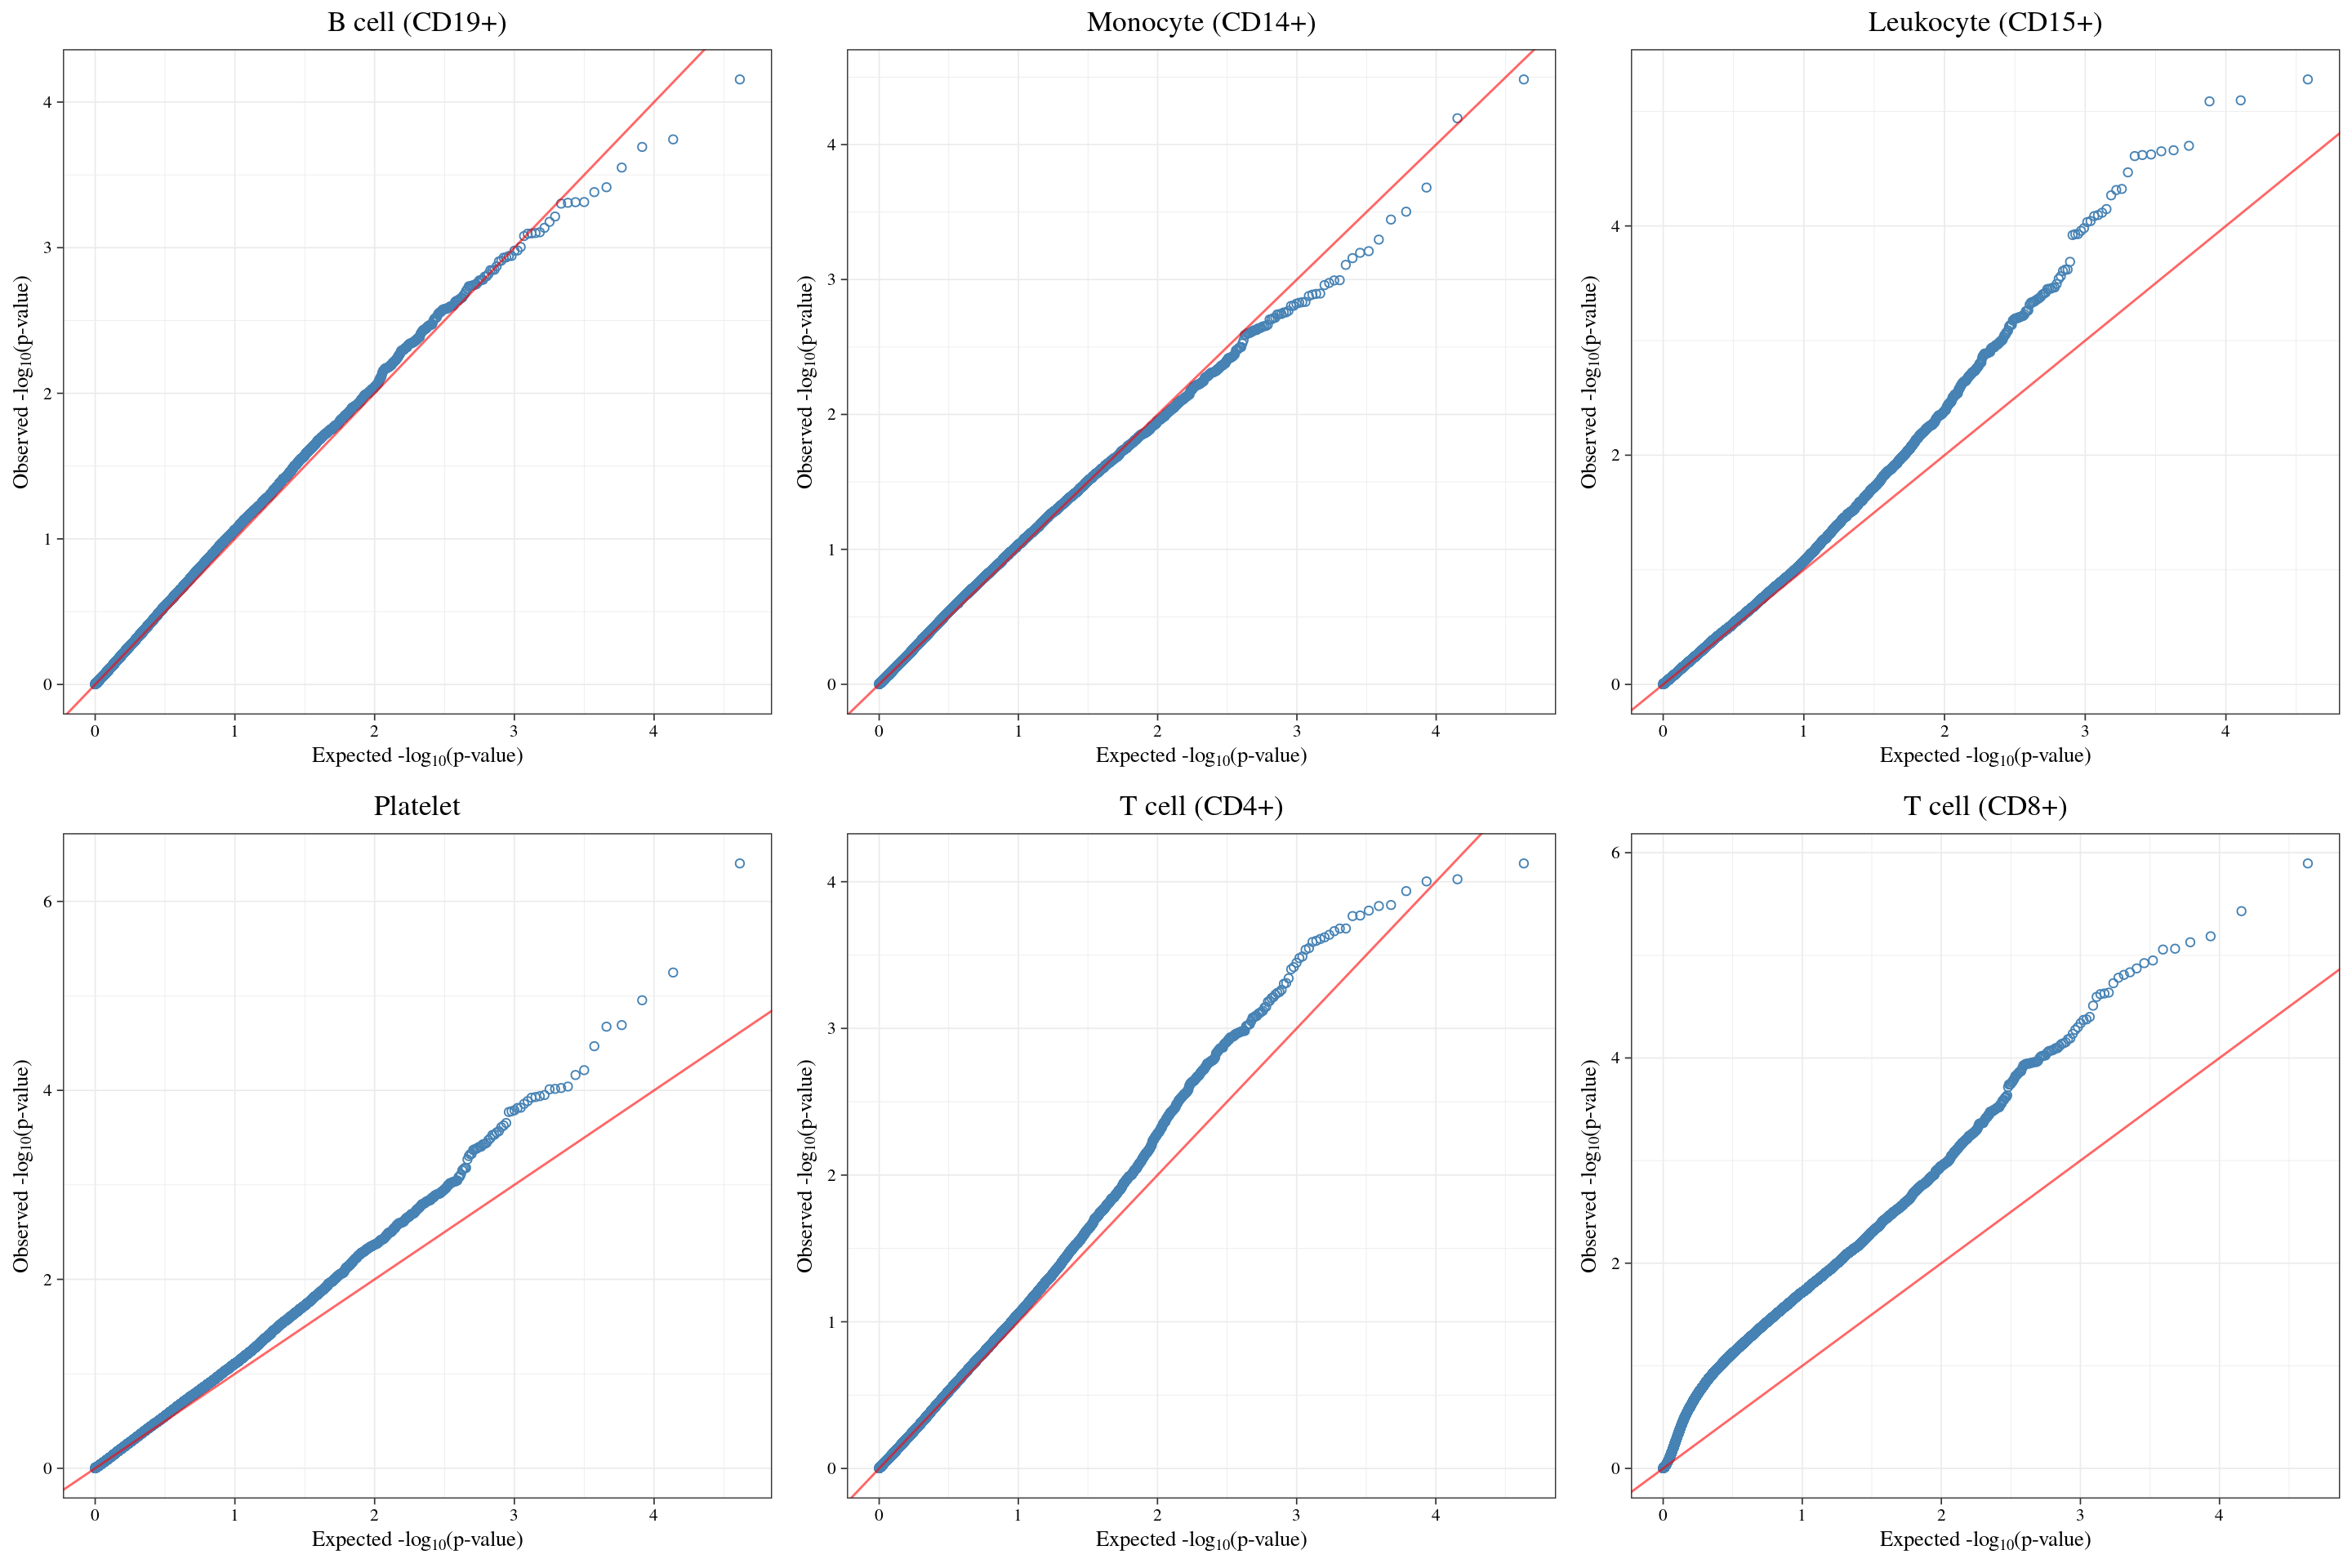 B cell (CD19+)
4
3
2
1
0
0 1 2 3 4
Observed -log10(p-value)
Expected -log10(p-value)
Monocyte (CD14+)
4
3
2
1
0
0 1 2 3 4
Observed -log10(p-value)
Expected -log10(p-value)
Leukocyte (CD15+)
4
2
0
0 1 2 3 4
Observed -log10(p-value)
Expected -log10(p-value)
Platelet
6
4
2
0
0 1 2 3 4
Observed -log10(p-value)
Expected -log10(p-value)
T cell (CD4+)
4
3
2
1
0
0 1 2 3 4
Observed -log10(p-value)
Expected -log10(p-value)
T cell (CD8+)
6
4
2
0
0 1 2 3 4
Observed -log10(p-value)
Expected -log10(p-value)